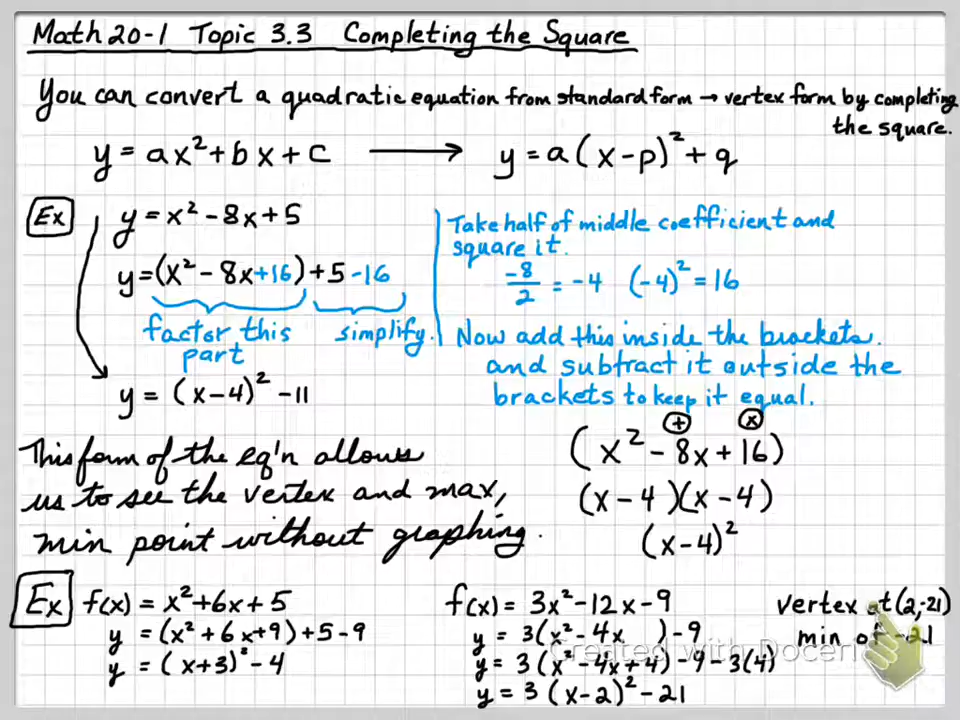 Math 20-1 Topic 3.3 Completing the Square
You can convert a quadratic equation from standard form → vertex form by completing
the square.
y = ax² + bx + c ⟶ y = a(x-p)² + q
Ex
y = x² - 8x + 5
y = (x² - 8x + 16) + 5 - 16
factor this
part
simplify.
y = (x-4)² - 11
Take half of middle coefficient and
square it.
-8/2 = -4 (-4)² = 16
Now add this inside the brackets.
and subtract it outside the
brackets to keep it equal.
This form of the eq'n allows
us to see the vertex and max,
min point without graphing.
+ x
(x² - 8x + 16)
(x - 4)(x - 4)
(x-4)²
Ex
f(x) = x² + 6x + 5
y = (x² + 6x + 9) + 5 - 9
y = (x+3)² - 4
f(x) = 3x² - 12x - 9
y = 3(x² - 4x ) - 9
y = 3(x² - 4x + 4) - 9 - 3(4)
y = 3(x-2)² - 21
vertex at (2,-21)
min of -21
Created with Doceri